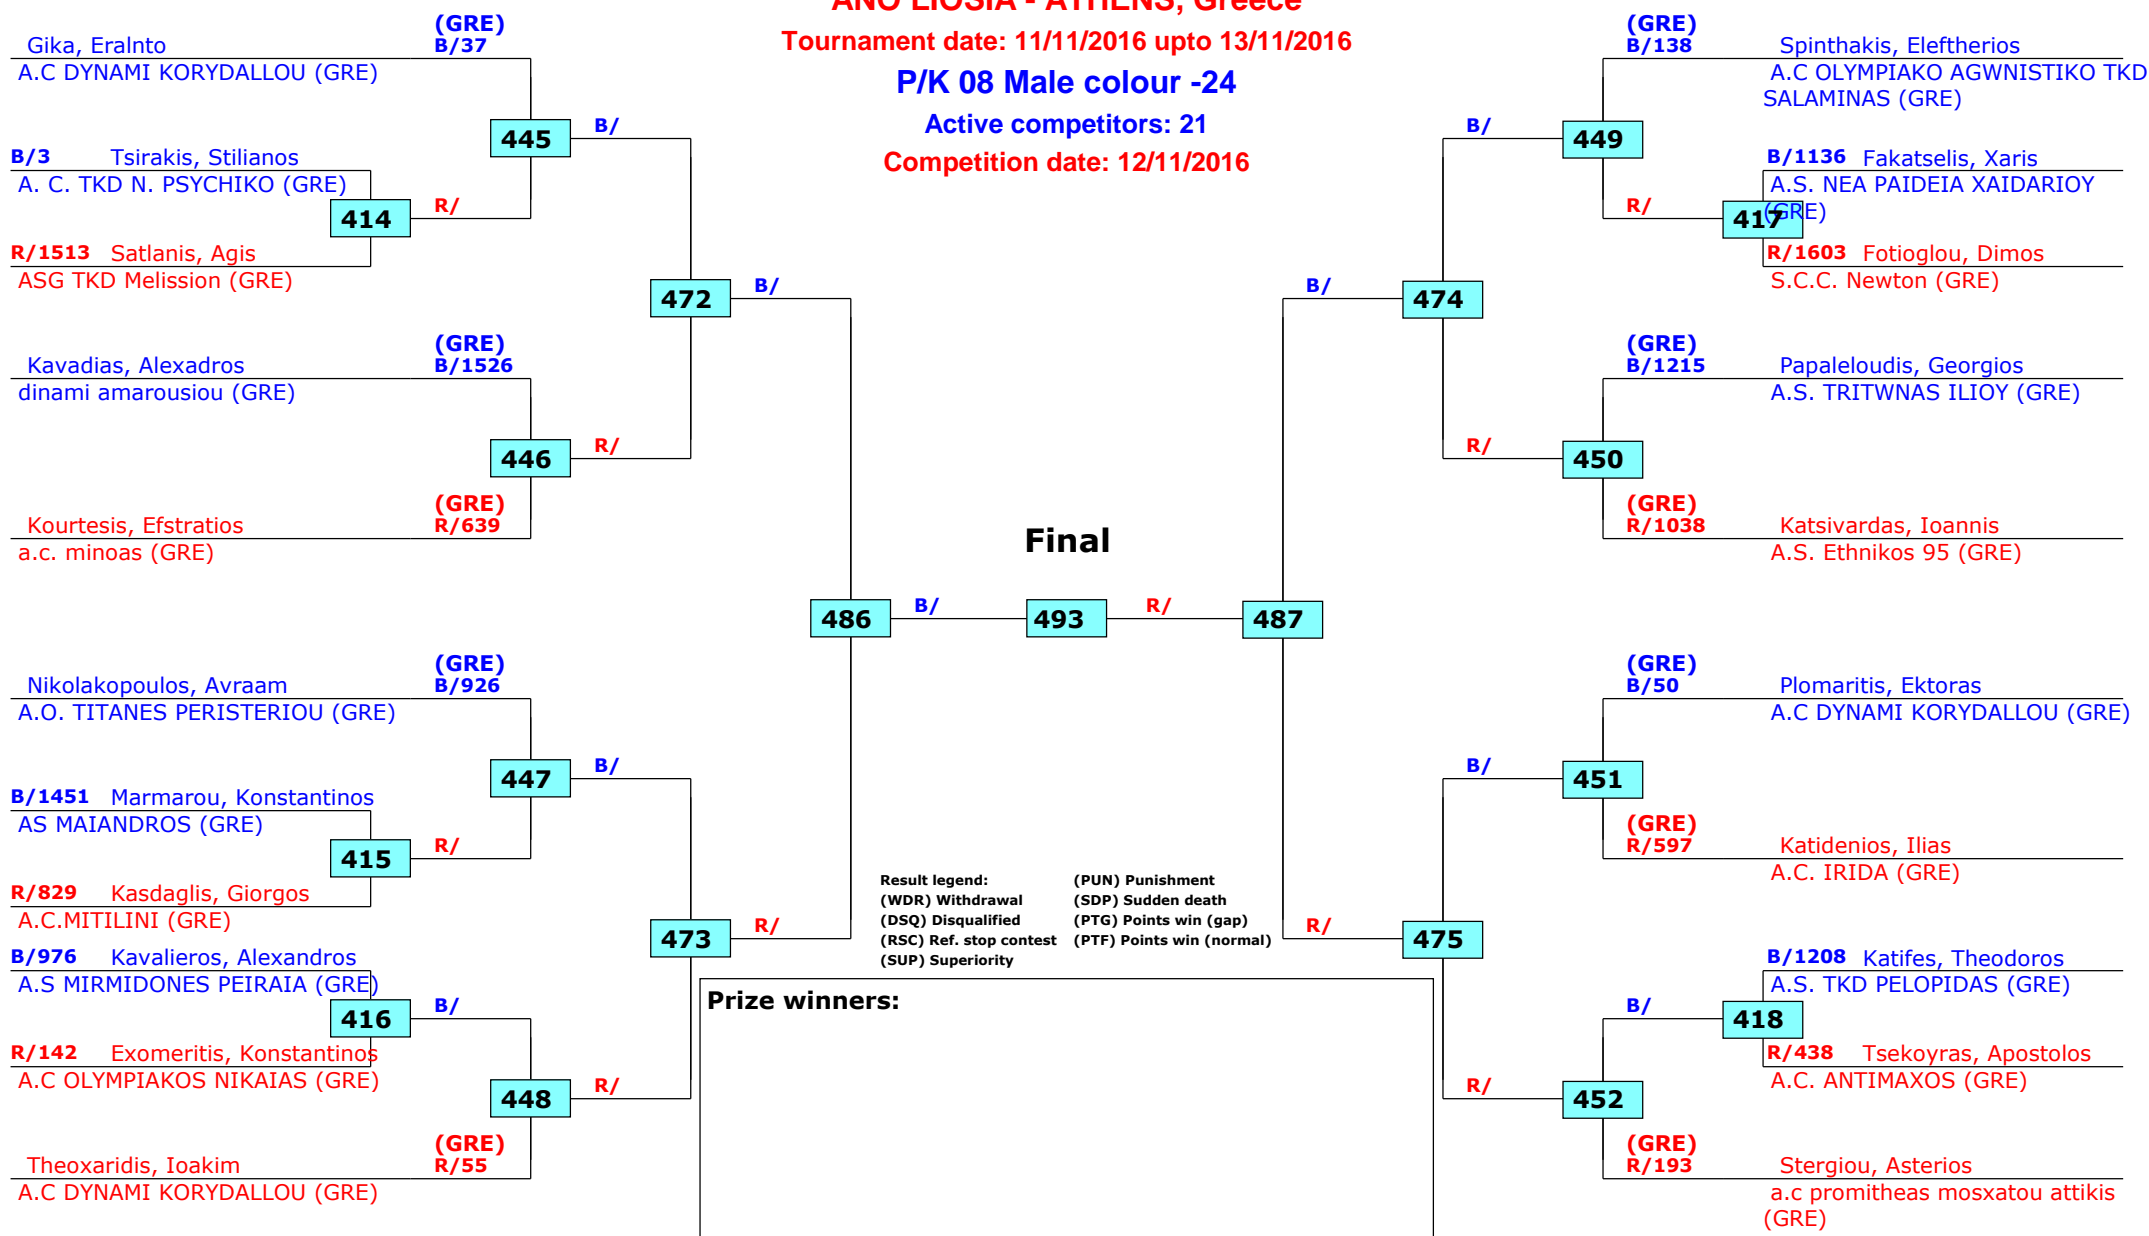 ANO LIOSIA - ATHENS, Greece
Tournament date: 11/11/2016 upto 13/11/2016
P/K 08 Male colour -24
Active competitors: 21
Competition date: 12/11/2016
(GRE)
Gika, Eralnto B/37
A.C DYNAMI KORYDALLOU (GRE)
445
B/
B/3 Tsirakis, Stilianos
A. C. TKD N. PSYCHIKO (GRE)
414
R/
R/1513 Satlanis, Agis
ASG TKD Melission (GRE)
472
B/
(GRE)
Kavadias, Alexadros B/1526
dinami amarousiou (GRE)
446
R/
(GRE)
Kourtesis, Efstratios R/639
a.c. minoas (GRE)
486
B/
(GRE)
Nikolakopoulos, Avraam B/926
A.O. TITANES PERISTERIOU (GRE)
447
B/
B/1451 Marmarou, Konstantinos
AS MAIANDROS (GRE)
415
R/
R/829 Kasdaglis, Giorgos
A.C.MITILINI (GRE)
473
R/
B/976 Kavalieros, Alexandros
A.S MIRMIDONES PEIRAIA (GRE)
416
B/
R/142 Exomeritis, Konstantinos
A.C OLYMPIAKOS NIKAIAS (GRE)
448
R/
(GRE)
Theoxaridis, Ioakim R/55
A.C DYNAMI KORYDALLOU (GRE)
Final
493
R/
487
(GRE)
B/138 Spinthakis, Eleftherios
A.C OLYMPIAKO AGWNISTIKO TKD
SALAMINAS (GRE)
B/
449
B/1136 Fakatselis, Xaris
A.S. NEA PAIDEIA XAIDARIOY
(GRE)
R/
417
R/1603 Fotioglou, Dimos
S.C.C. Newton (GRE)
B/
474
(GRE)
B/1215 Papaleloudis, Georgios
A.S. TRITWNAS ILIOY (GRE)
R/
450
(GRE)
R/1038 Katsivardas, Ioannis
A.S. Ethnikos 95 (GRE)
(GRE)
B/50 Plomaritis, Ektoras
A.C DYNAMI KORYDALLOU (GRE)
B/
451
(GRE)
R/597 Katidenios, Ilias
A.C. IRIDA (GRE)
R/
475
B/1208 Katifes, Theodoros
A.S. TKD PELOPIDAS (GRE)
B/
418
R/438 Tsekoyras, Apostolos
A.C. ANTIMAXOS (GRE)
R/
452
(GRE)
R/193 Stergiou, Asterios
a.c promitheas mosxatou attikis
(GRE)
Result legend: (PUN) Punishment
(WDR) Withdrawal (SDP) Sudden death
(DSQ) Disqualified (PTG) Points win (gap)
(RSC) Ref. stop contest (PTF) Points win (normal)
(SUP) Superiority
Prize winners: